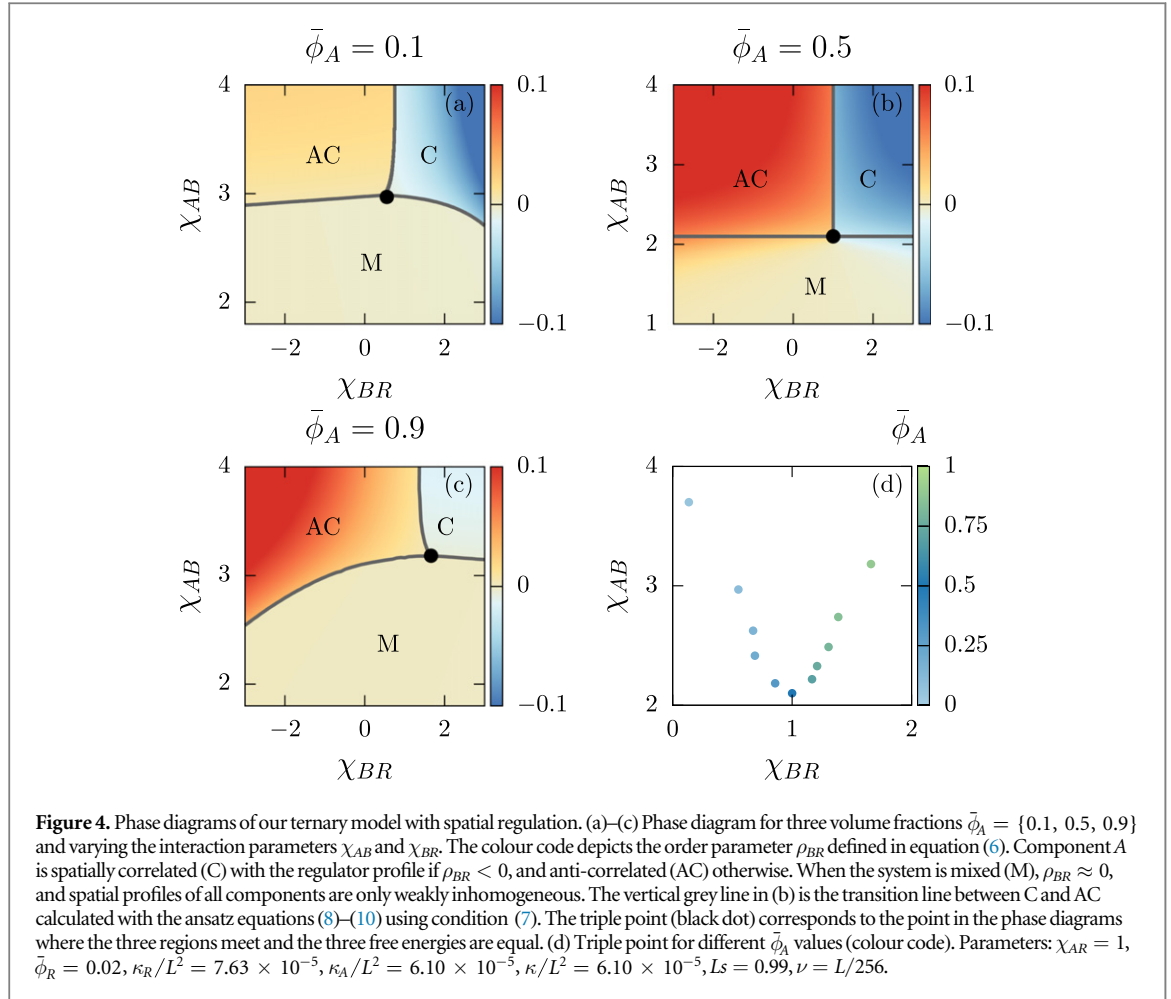 ϕ̄_A = 0.1
ϕ̄_A = 0.5
4 (a) 0.1
4 (b) 0.1
AC C
AC C
χ_AB 3 0
χ_AB 3 2 0
M
M
2 −0.1
1 −0.1
−2 0 2
−2 0 2
χ_BR
χ_BR
ϕ̄_A = 0.9
ϕ̄_A
4 (c) 0.1
4 (d) 1
AC C
0.75
χ_AB 3 0
χ_AB 3 0.5
M
0.25
2 −0.1
2 0
−2 0 2
0 1 2
χ_BR
χ_BR
Figure 4. Phase diagrams of our ternary model with spatial regulation. (a)–(c) Phase diagram for three volume fractions ϕ̄_A = {0.1, 0.5, 0.9}
and varying the interaction parameters χ_AB and χ_BR. The colour code depicts the order parameter ρ_BR defined in equation (6). Component A
is spatially correlated (C) with the regulator profile if ρ_BR < 0, and anti-correlated (AC) otherwise. When the system is mixed (M), ρ_BR ≈ 0,
and spatial profiles of all components are only weakly inhomogeneous. The vertical grey line in (b) is the transition line between C and AC
calculated with the ansatz equations (8)–(10) using condition (7). The triple point (black dot) corresponds to the point in the phase diagrams
where the three regions meet and the three free energies are equal. (d) Triple point for different ϕ̄_A values (colour code). Parameters: χ_AR = 1,
ϕ̄_R = 0.02, κ_R/L² = 7.63 × 10⁻⁵, κ_A/L² = 6.10 × 10⁻⁵, κ/L² = 6.10 × 10⁻⁵, Ls = 0.99, ν = L/256.